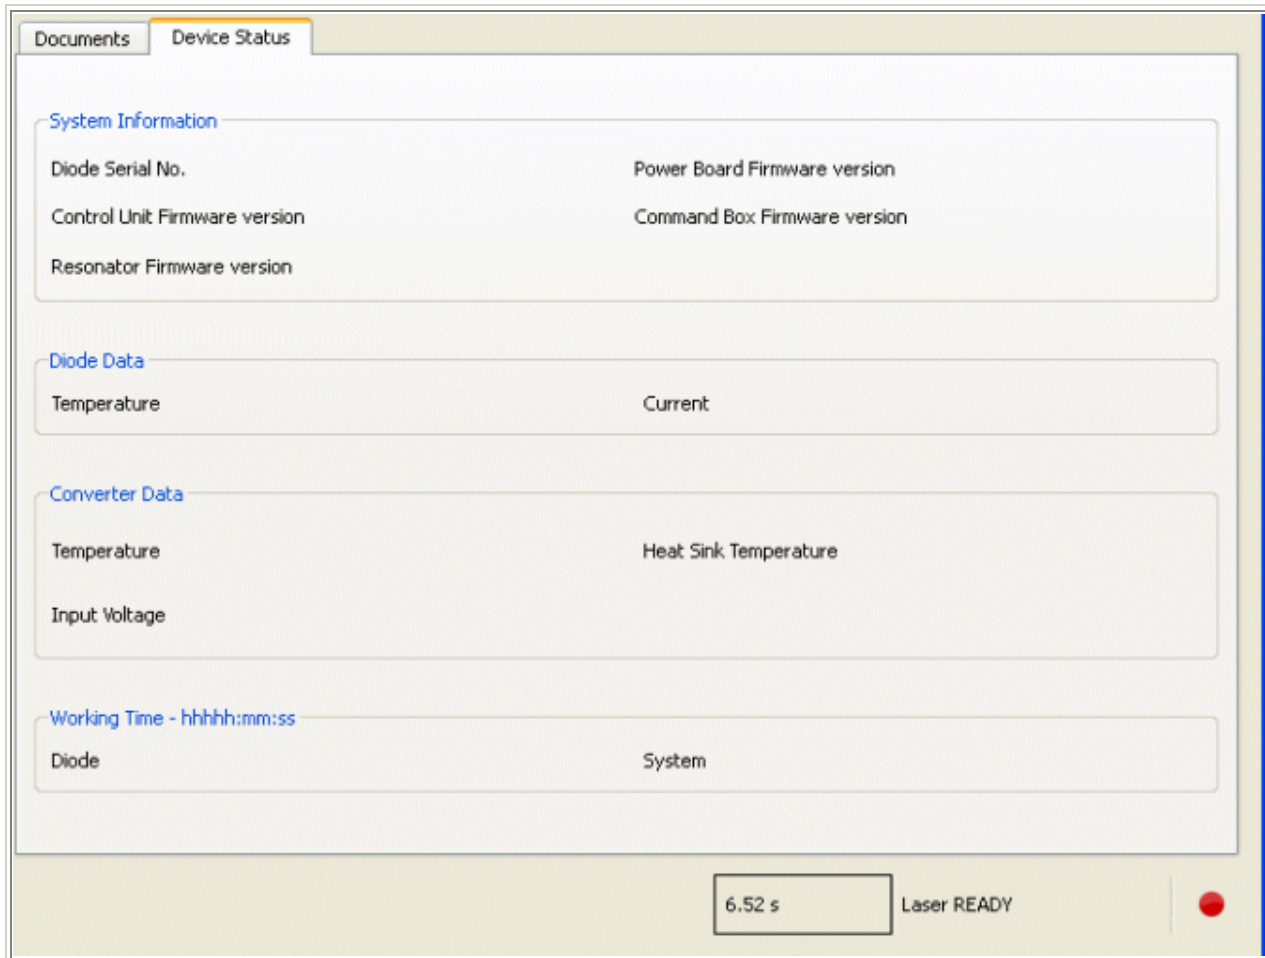 Documents Device Status
System Information
Diode Serial No. Power Board Firmware version
Control Unit Firmware version Command Box Firmware version
Resonator Firmware version
Diode Data
Temperature Current
Converter Data
Temperature Heat Sink Temperature
Input Voltage
Working Time - hhhhh:mm:ss
Diode System
6.52 s Laser READY